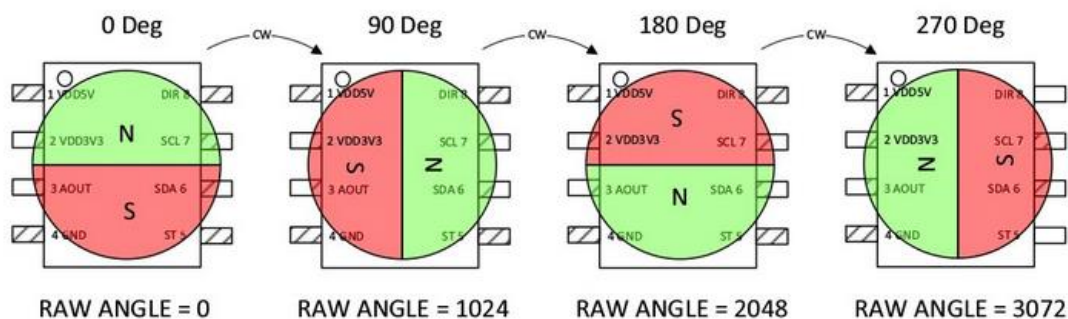 0 Deg CW 90 Deg CW 180 Deg CW 270 Deg
1 VDD5V DIR 8 1 VDD5V DIR 8 1 VDD5V DIR 8 1 VDD5V DIR 8
2 VDD3V3 N SCL 7 2 VDD3V3 SCL 7 2 VDD3V3 S SCL 7 2 VDD3V3 SCL 7
S N N S
3 AOUT S SDA 6 3 AOUT SDA 6 3 AOUT N SDA 6 3 AOUT SDA 6
4 GND ST 5 4 GND ST 5 4 GND ST 5 4 GND ST 5
RAW ANGLE = 0 RAW ANGLE = 1024 RAW ANGLE = 2048 RAW ANGLE = 3072